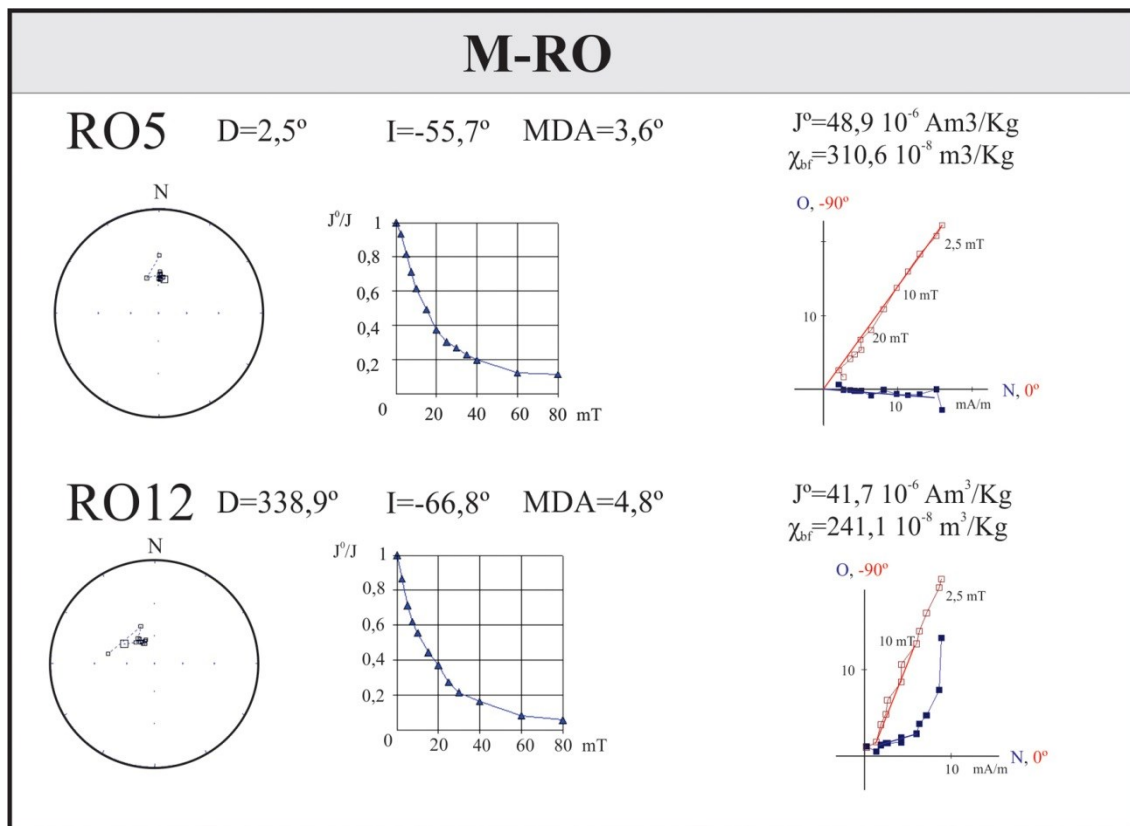 M-RO
RO5 D=2,5º I=-55,7º MDA=3,6º
Jº=48,9 10⁻⁶ Am3/Kg
χbf=310,6 10⁻⁸ m3/Kg
N
J⁰/J
1
0,8
0,6
0,4
0,2
0
20 40 60 80 mT
O, -90º
2,5 mT
10 mT
10
20 mT
N, 0º
10
mA/m
RO12 D=338,9º I=-66,8º MDA=4,8º
Jº=41,7 10⁻⁶ Am³/Kg
χbf=241,1 10⁻⁸ m³/Kg
N
J⁰/J
1
0,8
0,6
0,4
0,2
0
20 40 60 80
mT
O, -90º
2,5 mT
10 mT
10
N, 0º
10 mA/m